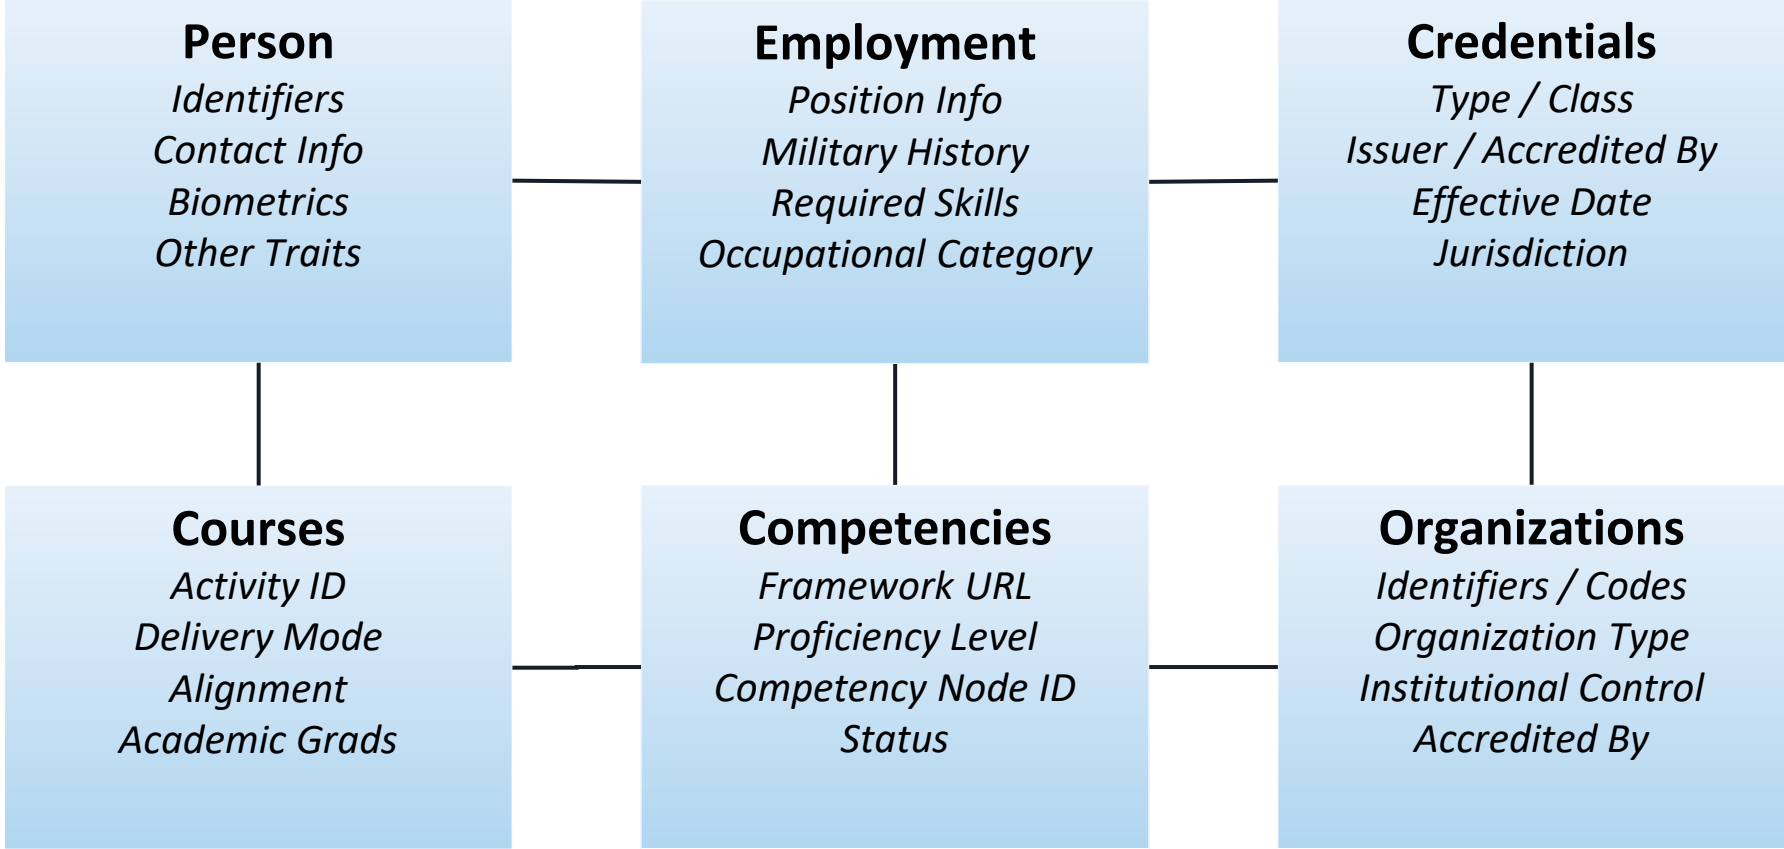 Person
Identifiers
Contact Info
Biometrics
Other Traits
Employment
Position Info
Military History
Required Skills
Occupational Category
Credentials
Type / Class
Issuer / Accredited By
Effective Date
Jurisdiction
Courses
Activity ID
Delivery Mode
Alignment
Academic Grads
Competencies
Framework URL
Proficiency Level
Competency Node ID
Status
Organizations
Identifiers / Codes
Organization Type
Institutional Control
Accredited By